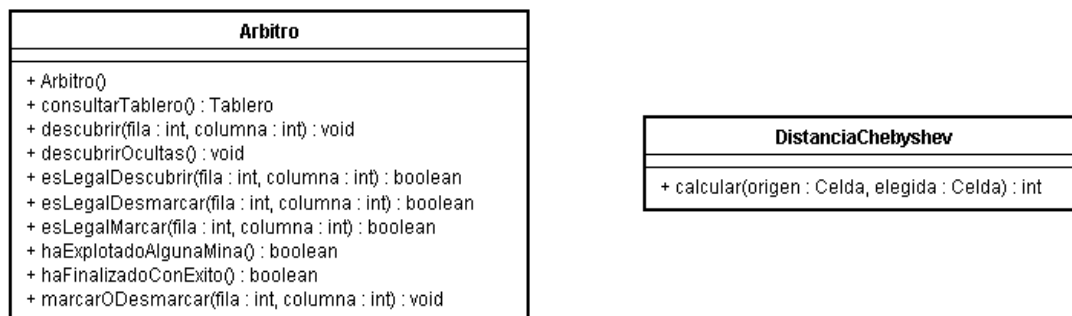 Arbitro
+ Arbitro()
+ consultarTablero() : Tablero
+ descubrir(fila : int, columna : int) : void
+ descubrirOcultas() : void
+ esLegalDescubrir(fila : int, columna : int) : boolean
+ esLegalDesmarcar(fila : int, columna : int) : boolean
+ esLegalMarcar(fila : int, columna : int) : boolean
+ haExplotadoAlgunaMina() : boolean
+ haFinalizadoConExito() : boolean
+ marcarODesmarcar(fila : int, columna : int) : void
DistanciaChebyshev
+ calcular(origen : Celda, elegida : Celda) : int